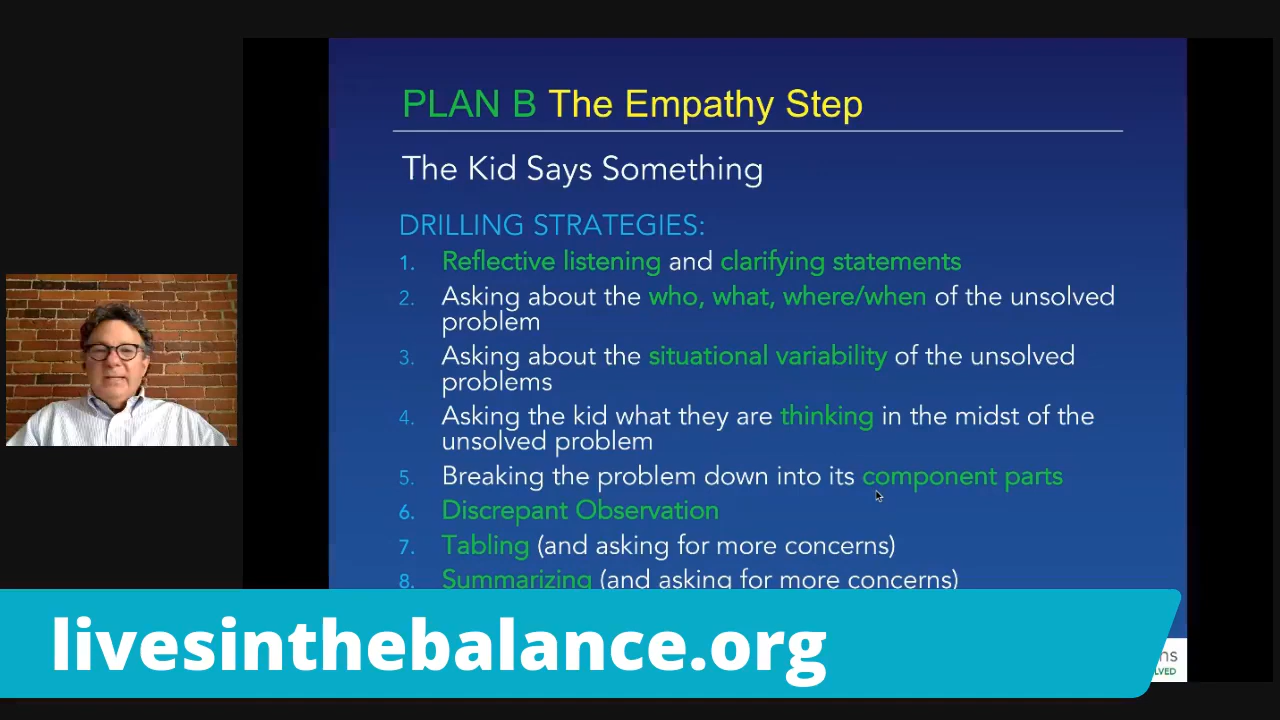 PLAN B The Empathy Step
The Kid Says Something
DRILLING STRATEGIES:
1. Reflective listening and clarifying statements
2. Asking about the who, what, where/when of the unsolved
problem
3. Asking about the situational variability of the unsolved
problems
4. Asking the kid what they are thinking in the midst of the
unsolved problem
5. Breaking the problem down into its component parts
6. Discrepant Observation
7. Tabling (and asking for more concerns)
8. Summarizing (and asking for more concerns)
livesinthebalance.org